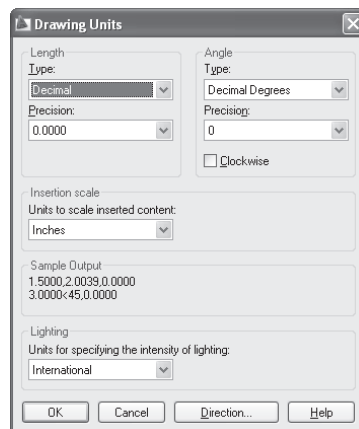 Drawing Units
Length
Type:
Decimal
Precision:
0.0000
Angle
Type:
Decimal Degrees
Precision:
0
Clockwise
Insertion scale
Units to scale inserted content:
Inches
Sample Output
1.5000,2.0039,0.0000
3.0000<45,0.0000
Lighting
Units for specifying the intensity of lighting:
International
OK
Cancel
Direction...
Help